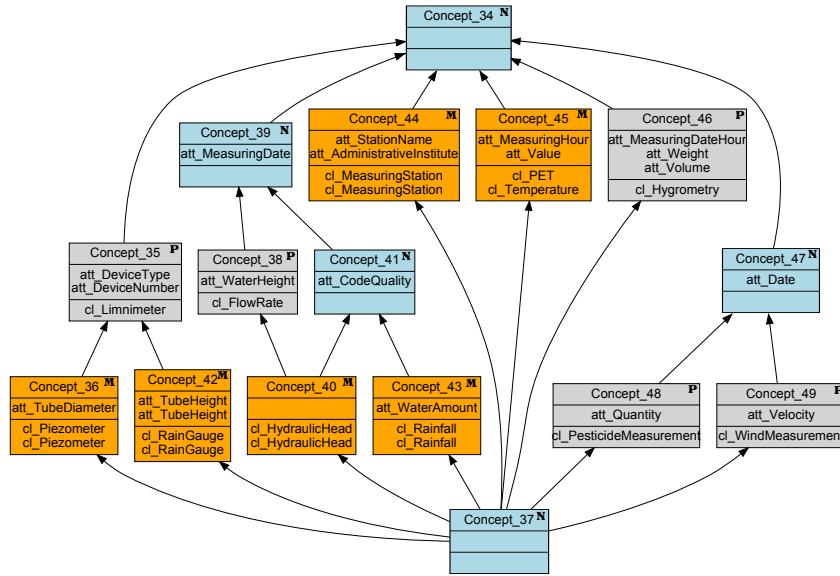 Concept_34 N
Concept_44 M
att_StationName
att_AdministrativeInstitute
cl_MeasuringStation
cl_MeasuringStation
Concept_45 M
att_MeasuringHour
att_Value
cl_PET
cl_Temperature
Concept_46 P
att_MeasuringDateHour
att_Weight
att_Volume
cl_Hygrometry
Concept_39 N
att_MeasuringDate
Concept_35 P
att_DeviceType
att_DeviceNumber
cl_Limnimeter
Concept_38 P
att_WaterHeight
cl_FlowRate
Concept_41 N
att_CodeQuality
Concept_47 N
att_Date
Concept_36 M
att_TubeDiameter
cl_Piezometer
cl_Piezometer
Concept_42 M
att_TubeHeight
att_TubeHeight
cl_RainGauge
cl_RainGauge
Concept_40 M
cl_HydraulicHead
cl_HydraulicHead
Concept_43 M
att_WaterAmount
cl_Rainfall
cl_Rainfall
Concept_48 P
att_Quantity
cl_PesticideMeasurement
Concept_49 P
att_Velocity
cl_WindMeasurement
Concept_37 N